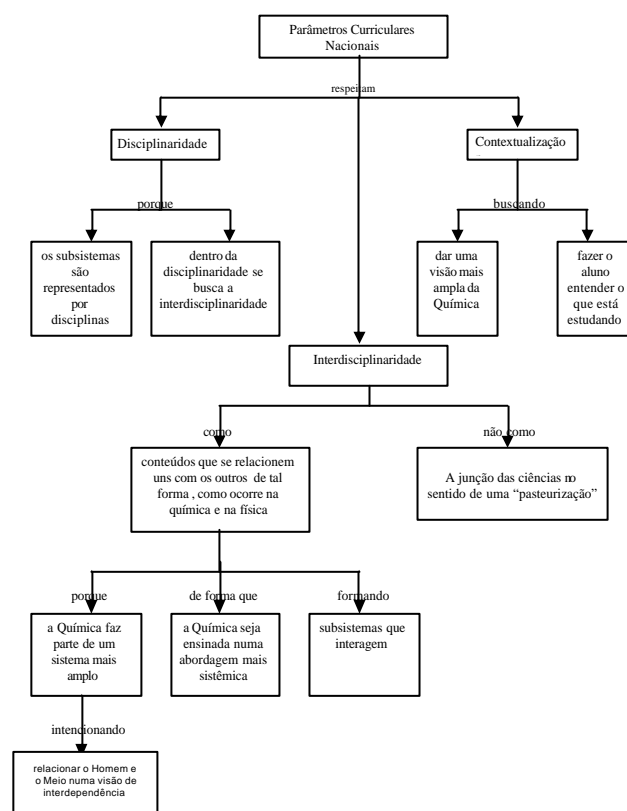 Parâmetros Curriculares
Nacionais
respeitam
Disciplinaridade
Contextualização
porque
buscando
os subsistemas
são
representados
por
disciplinas
dentro da
disciplinaridade se
busca a
interdisciplinaridade
dar uma
visão mais
ampla da
Química
fazer o
aluno
entender o
que está
estudando
Interdisciplinaridade
como
não como
conteúdos que se relacionem
uns com os outros de tal
forma , como ocorre na
química e na física
A junção das ciências no
sentido de uma “pasteurização”
porque
de forma que
formando
a Química faz
parte de um
sistema mais
amplo
a Química seja
ensinada numa
abordagem mais
sistêmica
subsistemas que
interagem
intencionando
relacionar o Homem e
o Meio numa visão de
interdependência